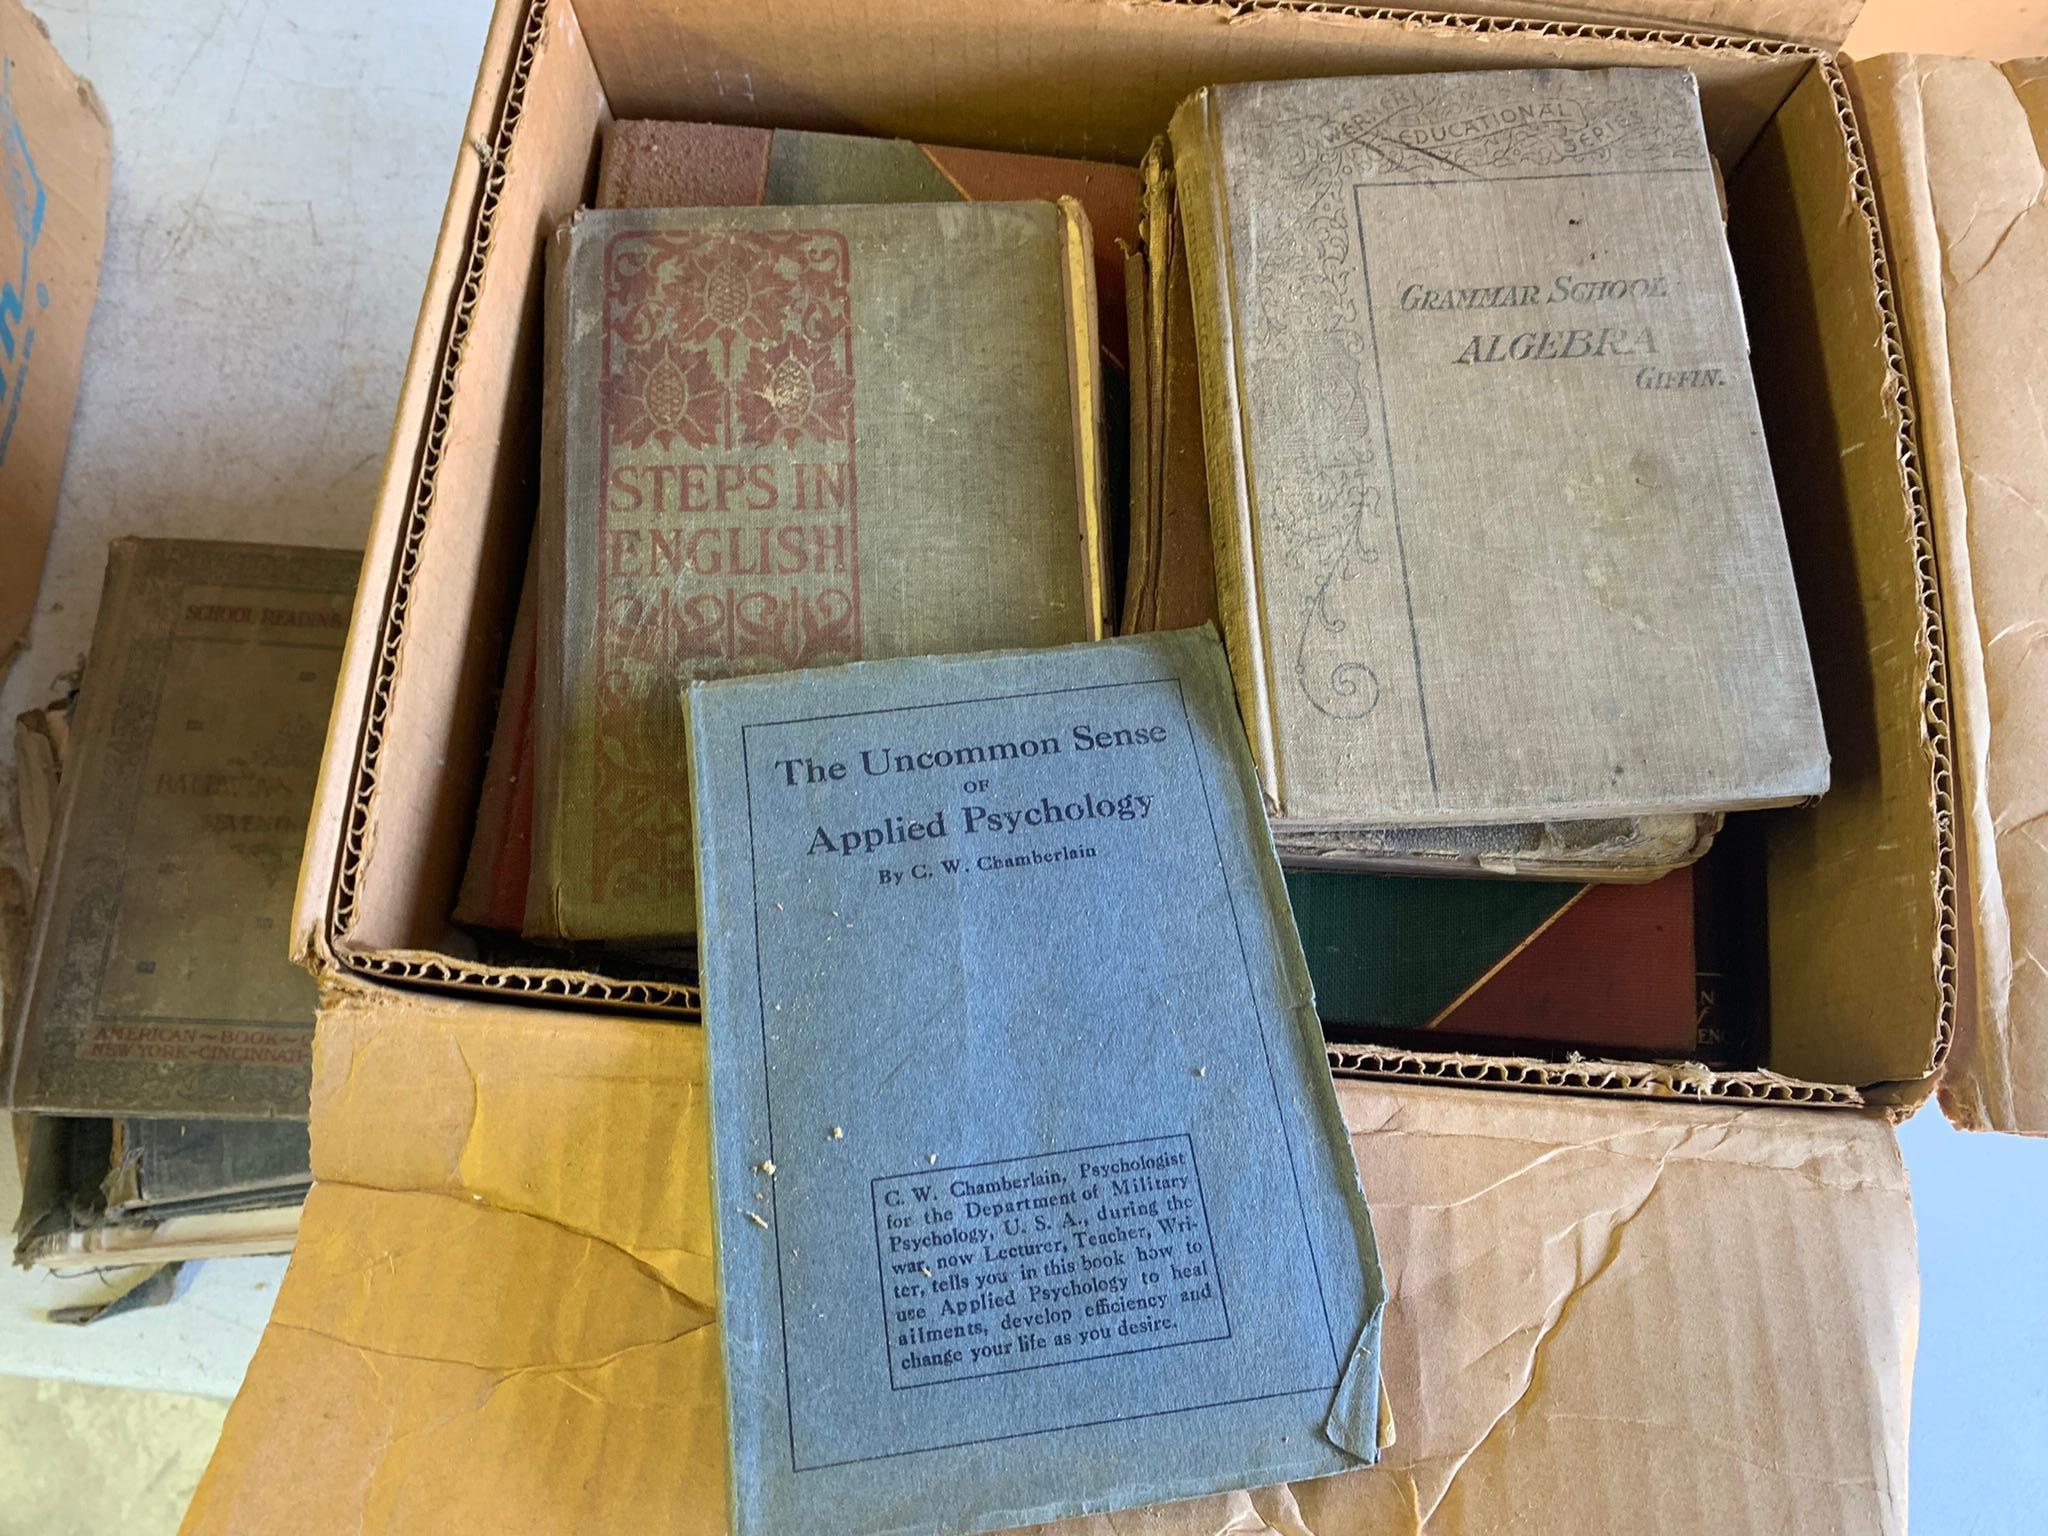 WERNER
EDUCATIONAL
SERIES
GRAMMAR SCHOOL
ALGEBRA
GIFFIN.
STEPS IN
ENGLISH
SCHOOL READING
SEVENTH
AMERICAN~BOOK~
NEW YORK~CINCINNATI~
The Uncommon Sense
OF
Applied Psychology
By C. W. Chamberlain
C. W. Chamberlain, Psychologist
for the Department of Military
Psychology, U. S. A., during the
war, now Lecturer, Teacher, Wri-
ter, tells you in this book how to
use Applied Psychology to heal
ailments, develop efficiency and
change your life as you desire.